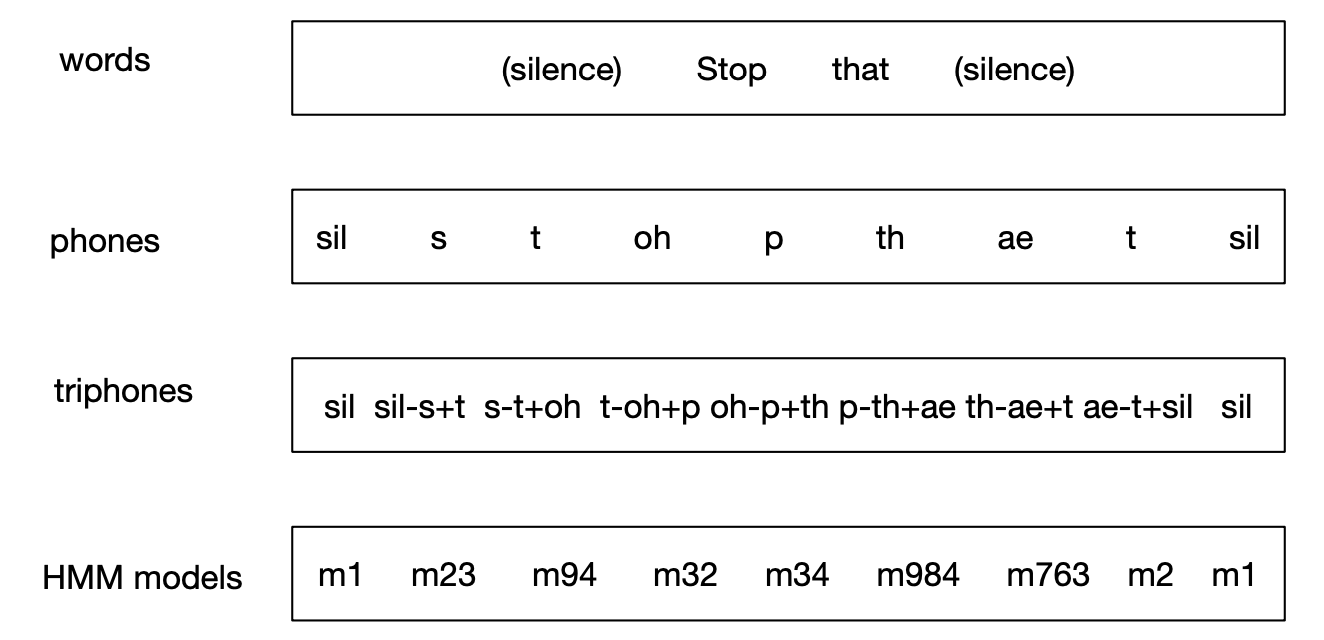 words (silence) Stop that (silence)
phones sil s t oh p th ae t sil
triphones sil sil-s+t s-t+oh t-oh+p oh-p+th p-th+ae th-ae+t ae-t+sil sil
HMM models m1 m23 m94 m32 m34 m984 m763 m2 m1